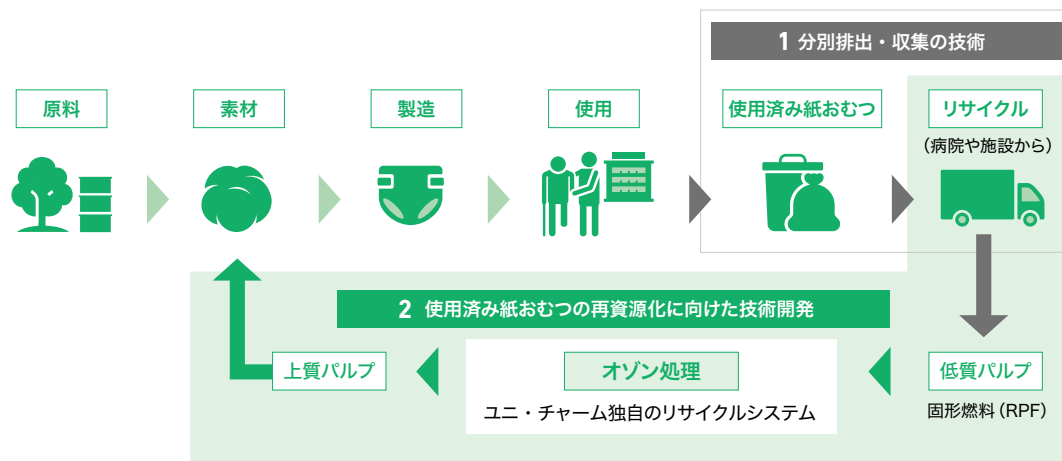 1 分別排出・収集の技術
原料
素材
製造
使用
使用済み紙おむつ
リサイクル
(病院や施設から)
2 使用済み紙おむつの再資源化に向けた技術開発
上質パルプ
オゾン処理
ユニ・チャーム独自のリサイクルシステム
低質パルプ
固形燃料(RPF)